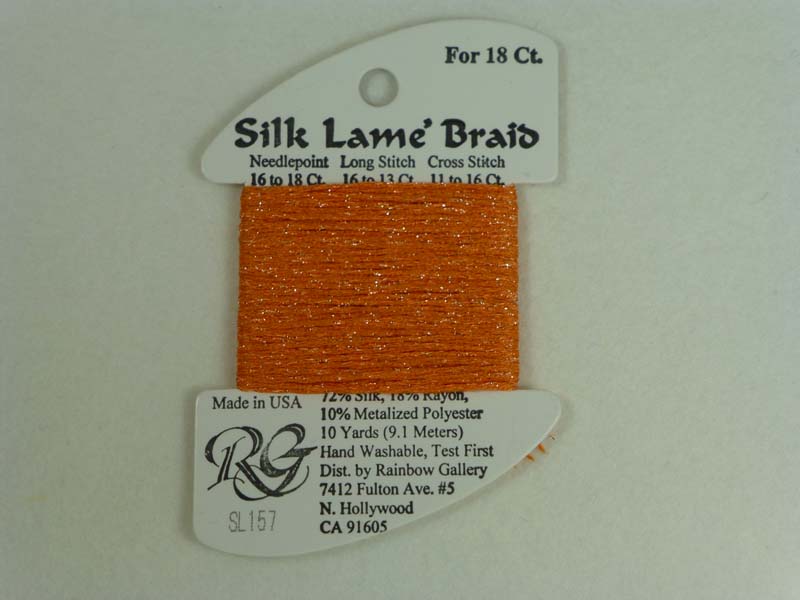 For 18 Ct.
Silk Lamé Braid
Needlepoint Long Stitch Cross Stitch
16 to 18 Ct. 16 to 13 Ct. 11 to 16 Ct.
Made in USA
72% Silk, 18% Rayon,
10% Metalized Polyester
10 Yards (9.1 Meters)
Hand Washable, Test First
Dist. by Rainbow Gallery
7412 Fulton Ave. #5
N. Hollywood
CA 91605
RG
SL157